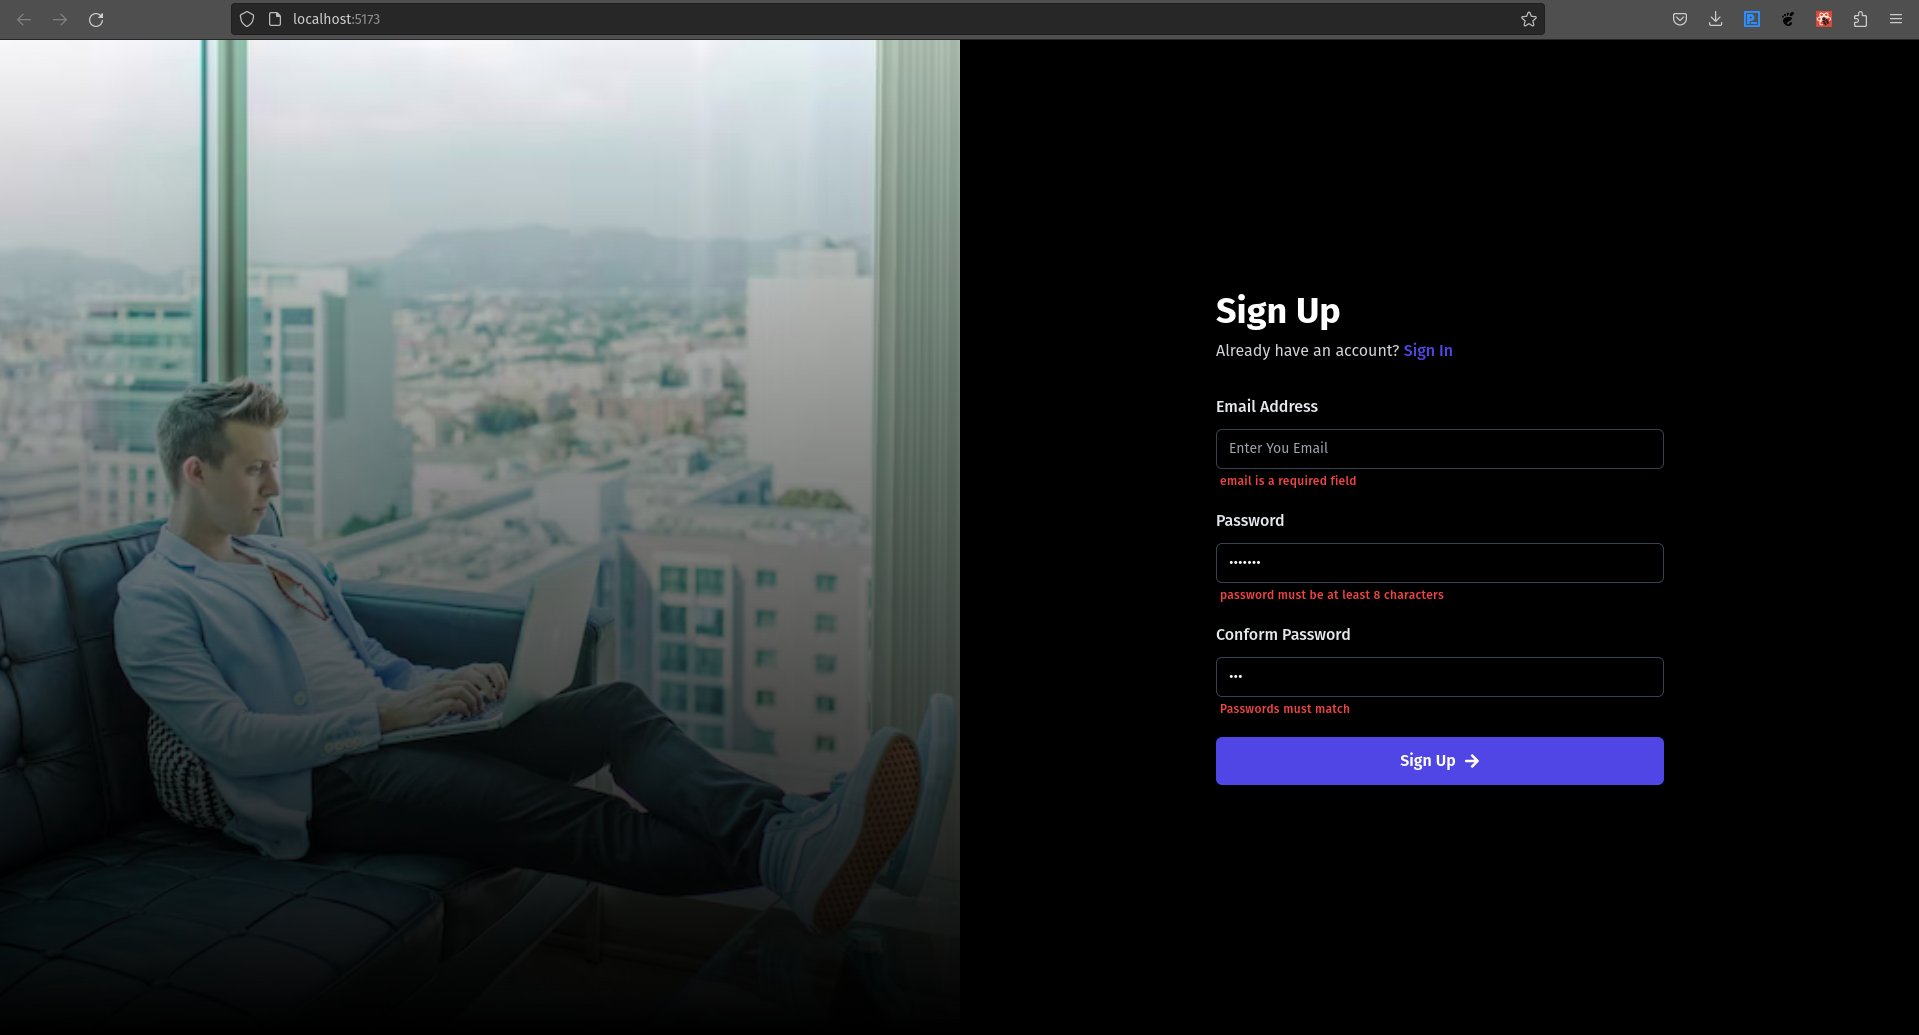 localhost:5173
Sign Up
Already have an account? Sign In
Email Address
Enter You Email
email is a required field
Password
•••••••
password must be at least 8 characters
Conform Password
•••
Passwords must match
Sign Up →